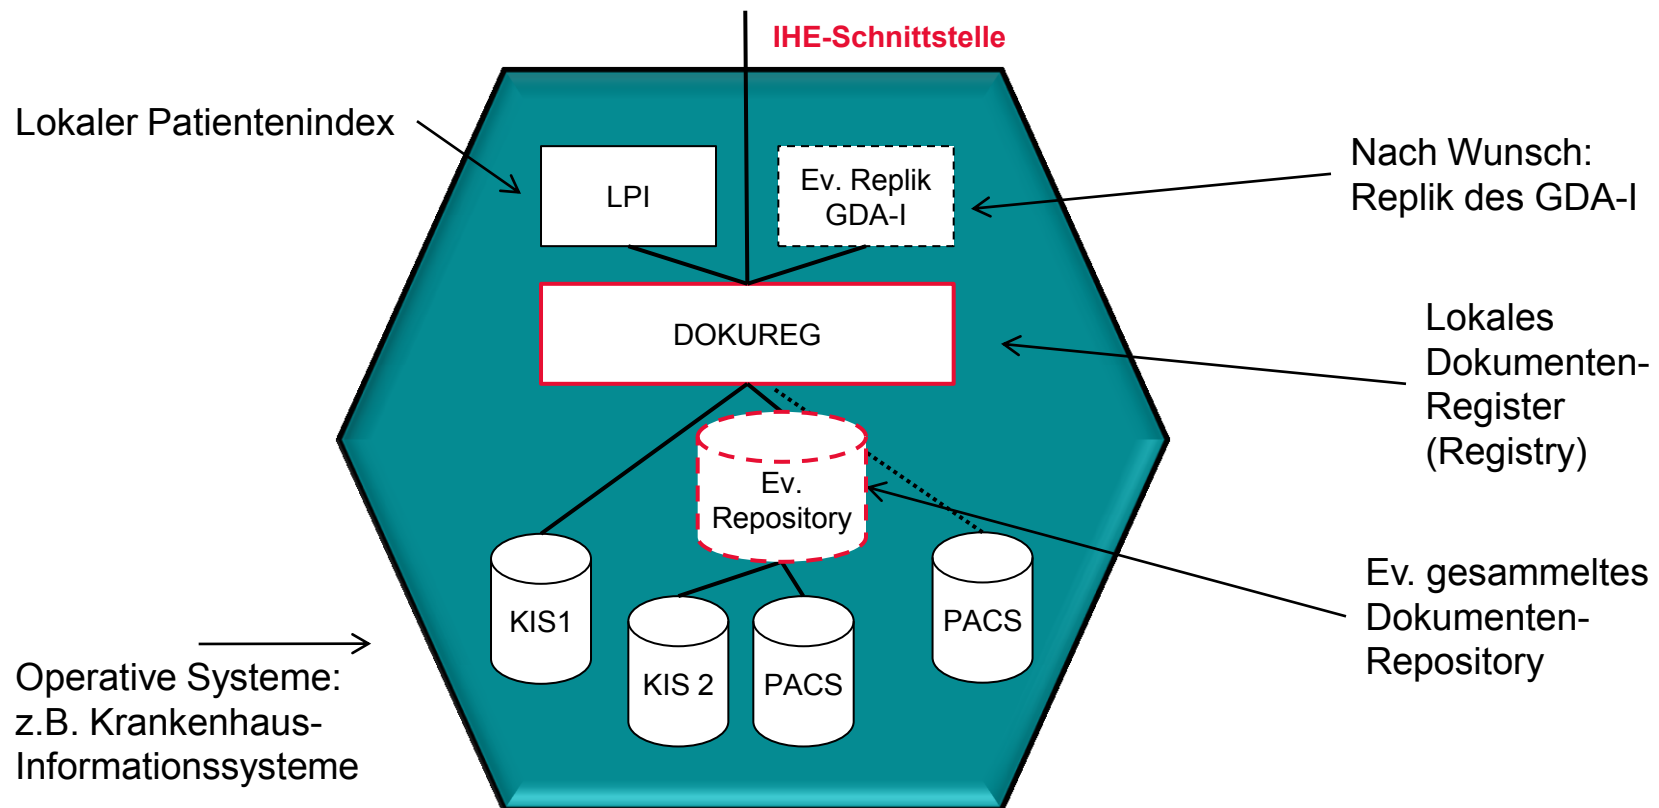 IHE-Schnittstelle
Lokaler Patientenindex
LPI
Ev. Replik
GDA-I
Nach Wunsch:
Replik des GDA-I
DOKUREG
Lokales
Dokumenten-
Register
(Registry)
Ev.
Repository
KIS1
KIS 2
PACS
PACS
Ev. gesammeltes
Dokumenten-
Repository
Operative Systeme:
z.B. Krankenhaus-
Informationssysteme